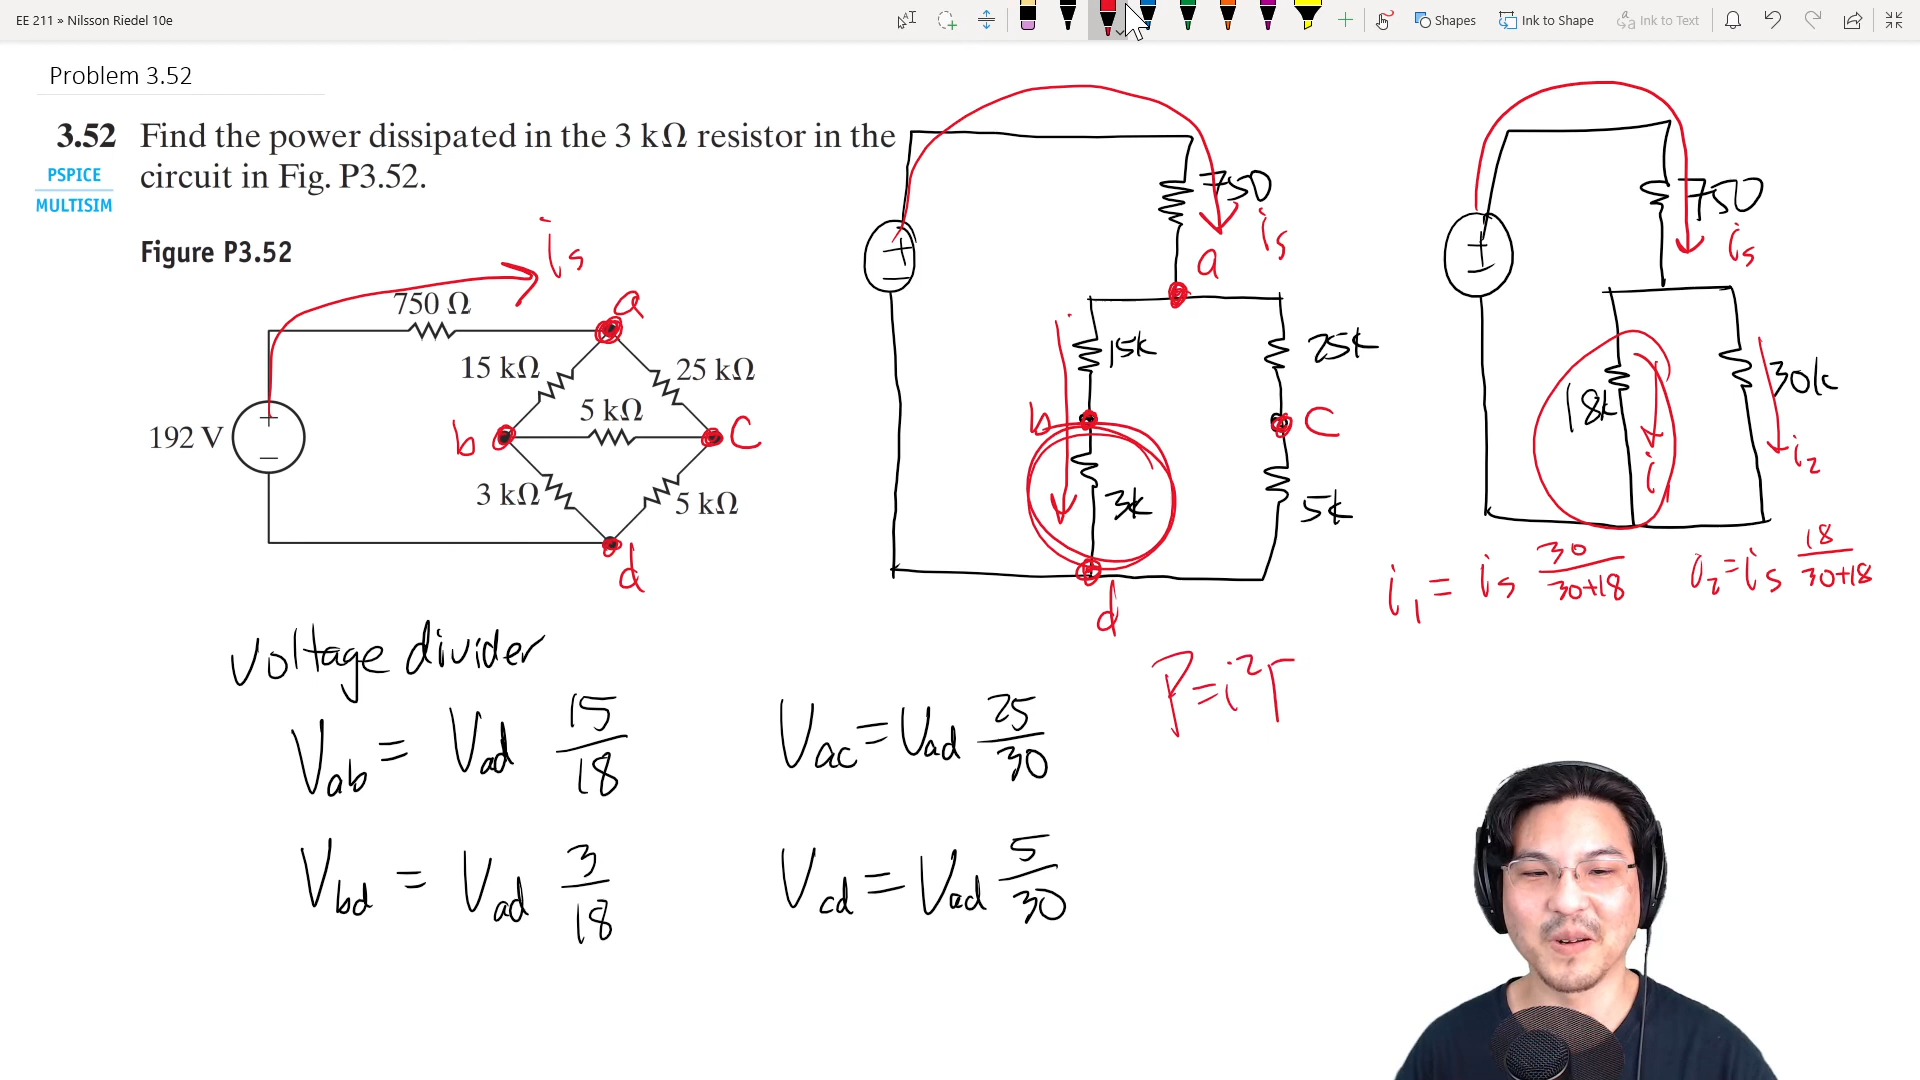 EE 211 » Nilsson Riedel 10e
Shapes
Ink to Shape
Ink to Text
Problem 3.52
3.52 Find the power dissipated in the 3 kΩ resistor in the
circuit in Fig. P3.52.
PSPICE
MULTISIM
Figure P3.52
is
750 Ω
a
15 kΩ
25 kΩ
5 kΩ
192 V
b
c
3 kΩ
5 kΩ
d
750
is
a
15k
25k
b
c
3k
5k
d
750
is
18k
30k
i1
i2
i1 = is 30/30+18
i2 = is 18/30+18
voltage divider
Vab = Vad 15/18
Vac = Vad 25/30
P = i²r
Vbd = Vad 3/18
Vcd = Vad 5/30